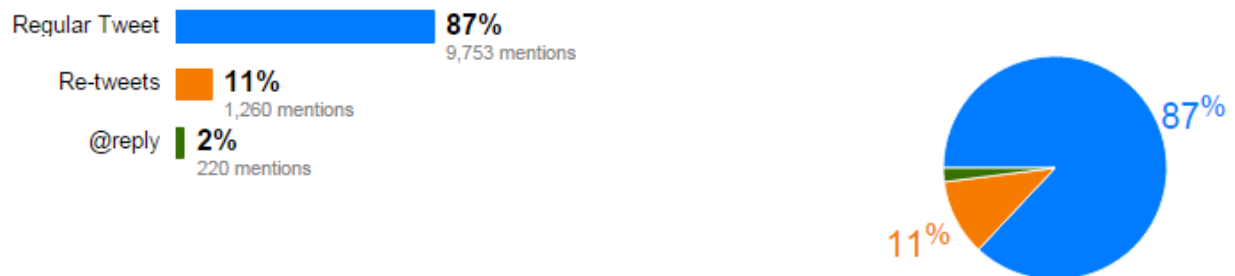 Regular Tweet 87%
9,753 mentions
Re-tweets 11%
1,260 mentions
@reply 2%
220 mentions
87%
11%